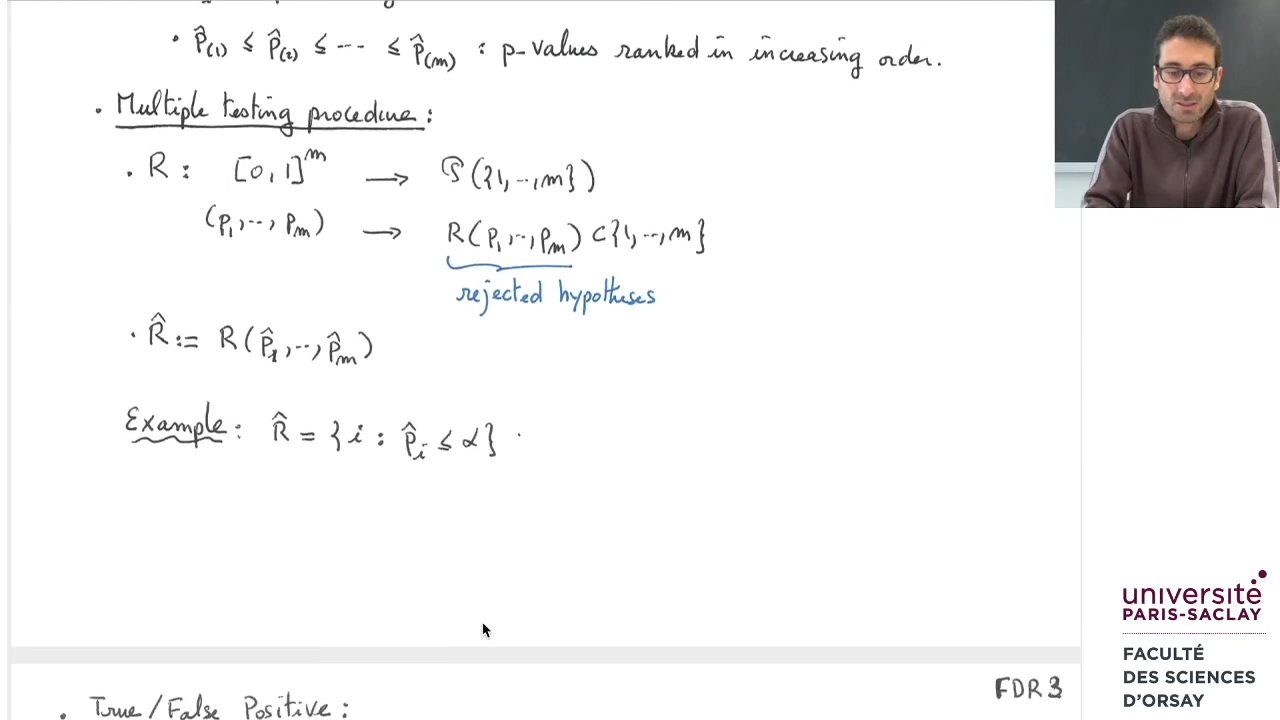 • p̂(1) ≤ p̂(2) ≤ --- ≤ p̂(m) : p-values ranked in increasing order.
• Multiple testing procedure :
• R : [0,1]^m → 𝒫({1,..,m})
(p₁,..,pₘ) → R(p₁,..,pₘ) ⊂ {1,..,m}
rejected hypotheses
• R̂ := R(p̂₁,..,p̂ₘ)
Example : R̂ = { i : p̂ᵢ ≤ α } .
FDR 3
• True/False Positive :
université
PARIS-SACLAY
FACULTÉ
DES SCIENCES
D'ORSAY